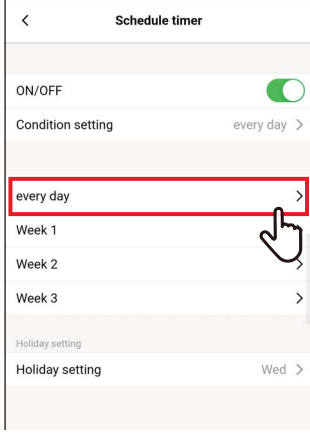 Schedule timer
ON/OFF
Condition setting every day
every day
Week 1
Week 2
Week 3
Holiday setting
Holiday setting Wed